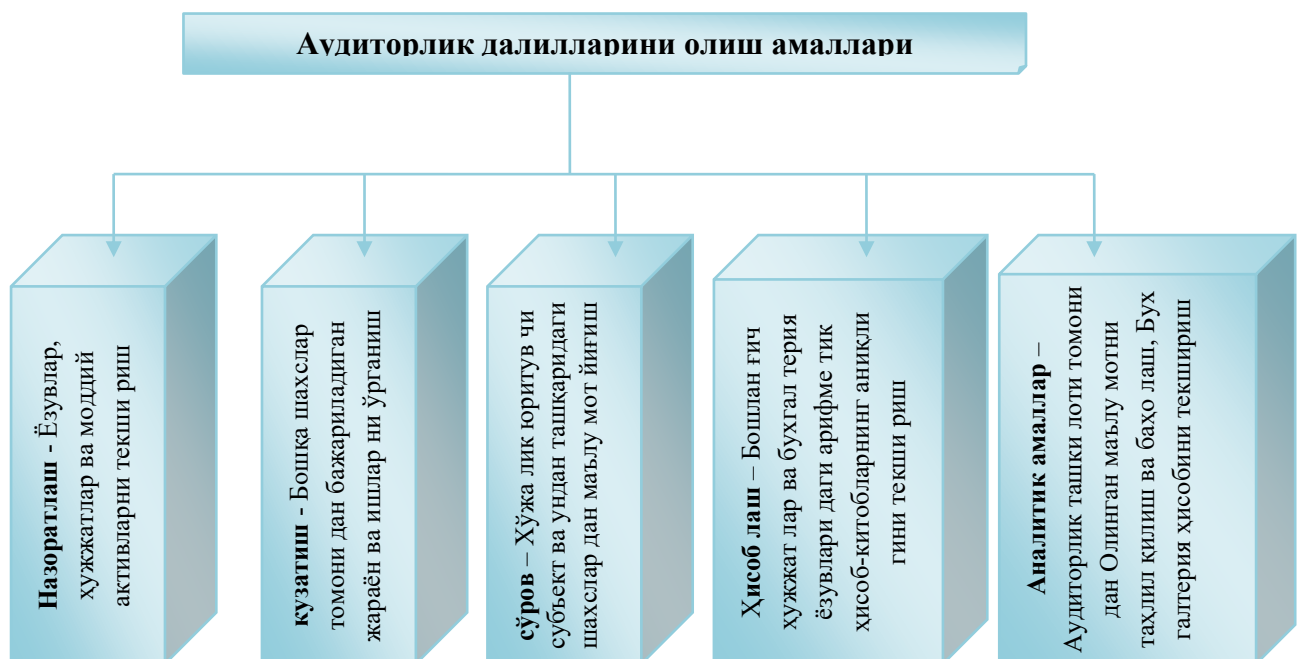 Аудиторлик далилларини олиш амаллари
Назоратлаш - Ёзувлар,
ҳужжатлар ва моддий
активларни текши риш
кузатиш - Бошқа шахслар
томони дан бажариладиган
жараён ва ишлар ни ўрганиш
сўров – Хўжа лик юритув чи
субъект ва ундан ташқаридаги
шахслар дан маълу мот йиғиш
Ҳисоб лаш – Бошлан ғич
ҳужжат лар ва бухгал терия
ёзувлари даги арифме тик
ҳисоб-китобларнинг аниқли
гини текши риш
Аналитик амаллар –
Аудиторлик ташки лоти томони
дан Олинган маълу мотни
таҳлил қилиш ва баҳо лаш, Бух
галтерия ҳисобини текшириш